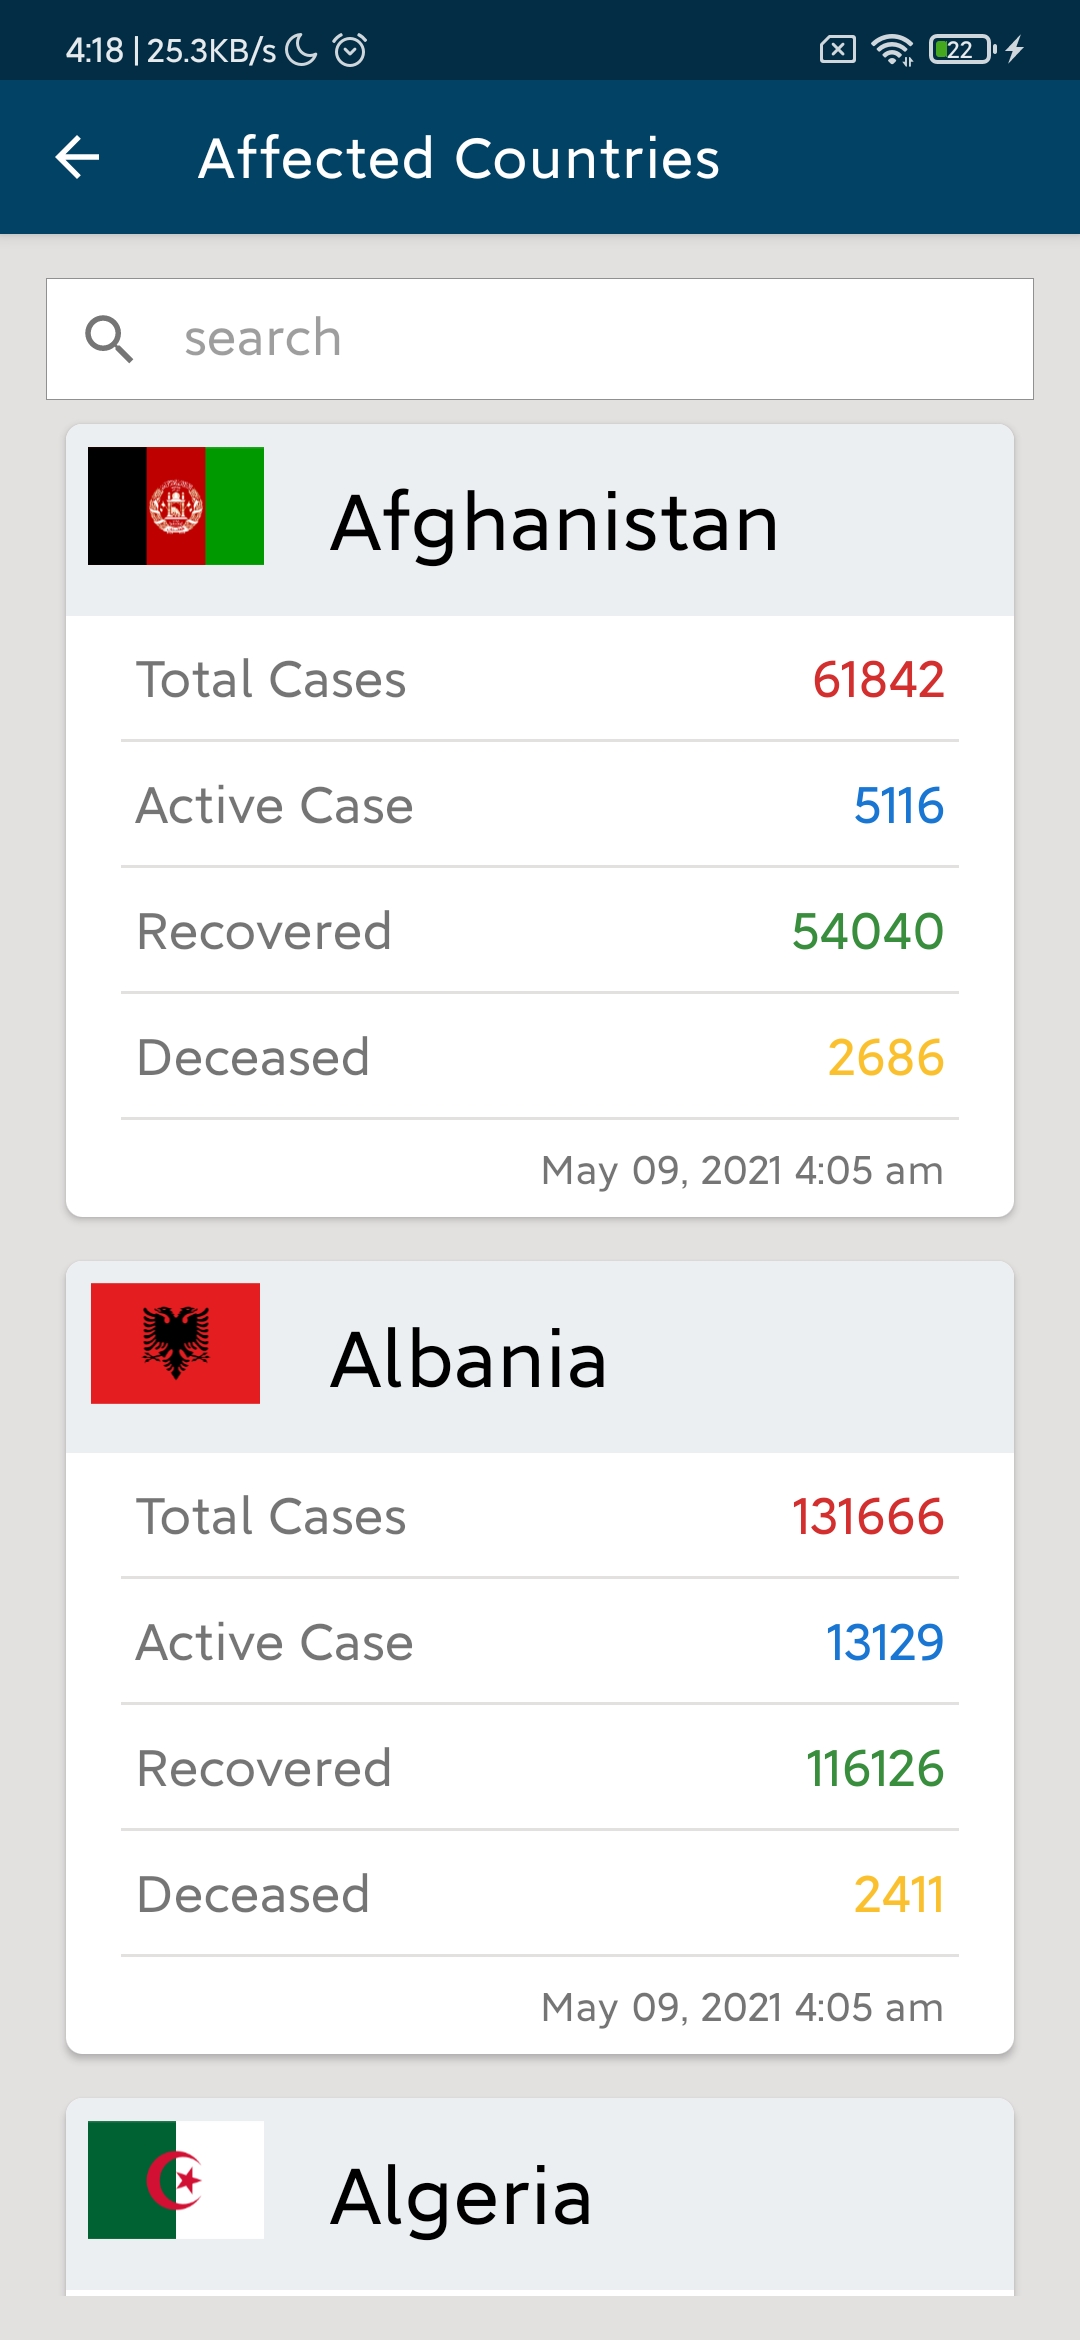 4:18 | 25.3KB/s 22
Affected Countries
search
Afghanistan
Total Cases 61842
Active Case 5116
Recovered 54040
Deceased 2686
May 09, 2021 4:05 am
Albania
Total Cases 131666
Active Case 13129
Recovered 116126
Deceased 2411
May 09, 2021 4:05 am
Algeria